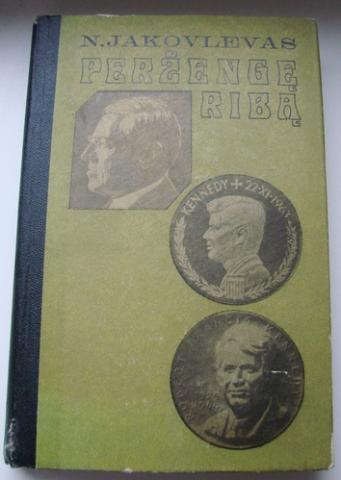 N.JAKOVLEVAS
PERŽENGĘ
RIBĄ
KENNEDY + 22·XI·1963